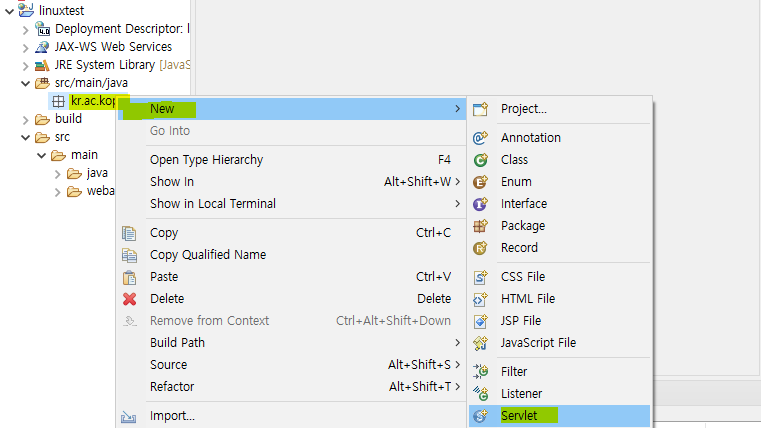 linuxtest
Deployment Descriptor: l
JAX-WS Web Services
JRE System Library [JavaS
src/main/java
kr.ac.kop
build
src
main
java
weba
New
Go Into
Open Type Hierarchy F4
Show In Alt+Shift+W
Show in Local Terminal
Copy Ctrl+C
Copy Qualified Name
Paste Ctrl+V
Delete Delete
Remove from Context Ctrl+Alt+Shift+Down
Build Path
Source Alt+Shift+S
Refactor Alt+Shift+T
Import...
Project...
Annotation
Class
Enum
Interface
Package
Record
CSS File
HTML File
JSP File
JavaScript File
Filter
Listener
Servlet